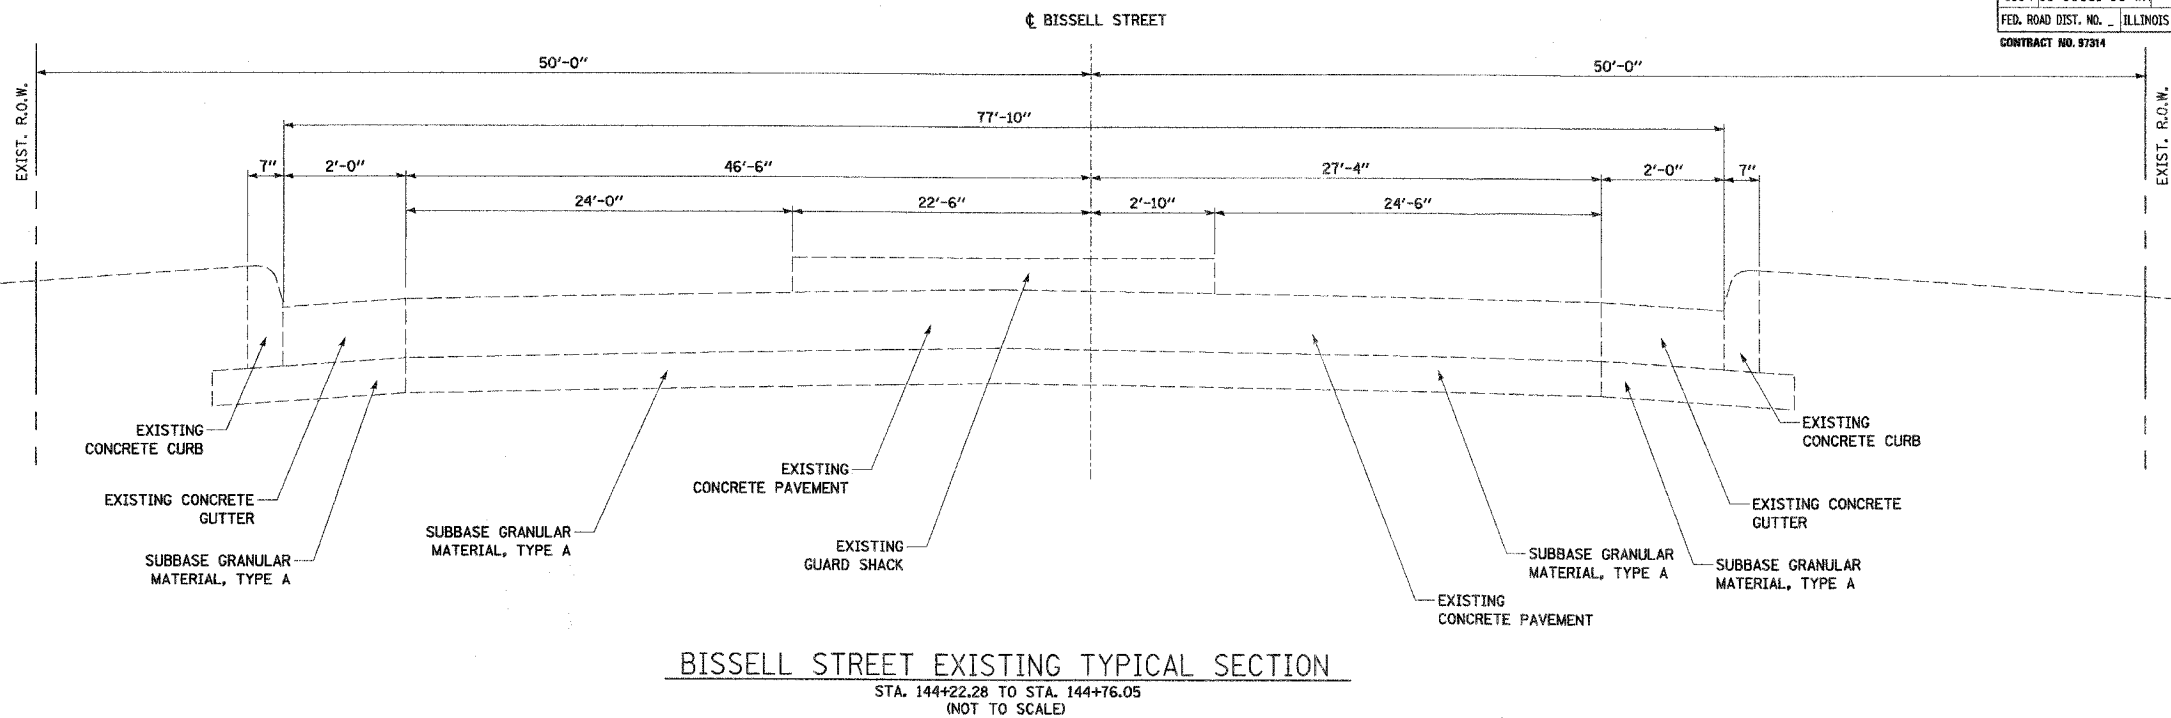 ℄ BISSELL STREET
FED. ROAD DIST. NO. _ ILLINOIS
CONTRACT NO. 97314
50'-0" 50'-0"
EXIST. R.O.W.
EXIST. R.O.W.
77'-10"
7" 2'-0" 46'-6" 27'-4" 2'-0" 7"
24'-0" 22'-6" 2'-10" 24'-6"
EXISTING
CONCRETE CURB
EXISTING CONCRETE
GUTTER
SUBBASE GRANULAR
MATERIAL, TYPE A
SUBBASE GRANULAR
MATERIAL, TYPE A
EXISTING
CONCRETE PAVEMENT
EXISTING
GUARD SHACK
EXISTING
CONCRETE PAVEMENT
SUBBASE GRANULAR
MATERIAL, TYPE A
SUBBASE GRANULAR
MATERIAL, TYPE A
EXISTING CONCRETE
GUTTER
EXISTING
CONCRETE CURB
BISSELL STREET EXISTING TYPICAL SECTION
STA. 144+22.28 TO STA. 144+76.05
(NOT TO SCALE)